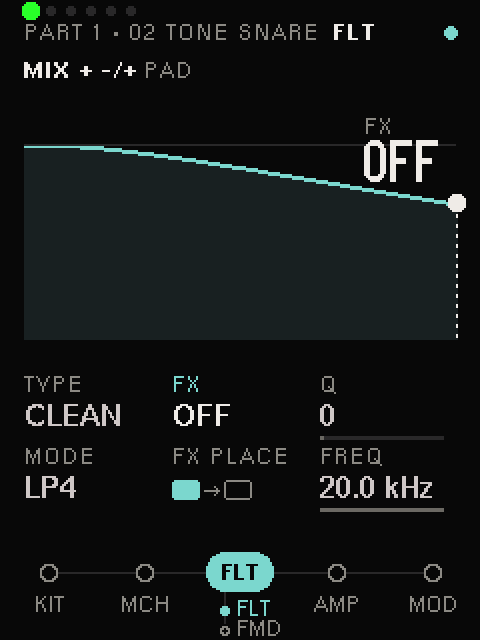 PART 1 · 02 TONE SNARE FLT
MIX + -/+ PAD
FX
OFF
TYPE FX Q
CLEAN OFF 0
MODE FX PLACE FREQ
LP4 → 20.0 kHz
FLT
KIT MCH FLT AMP MOD
FMD